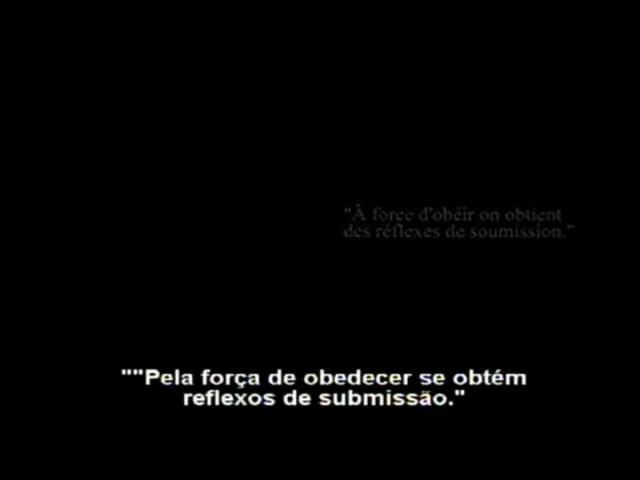 "À force d'obéir on obtient
des réflexes de soumission."
""Pela força de obedecer se obtém
reflexos de submissão."